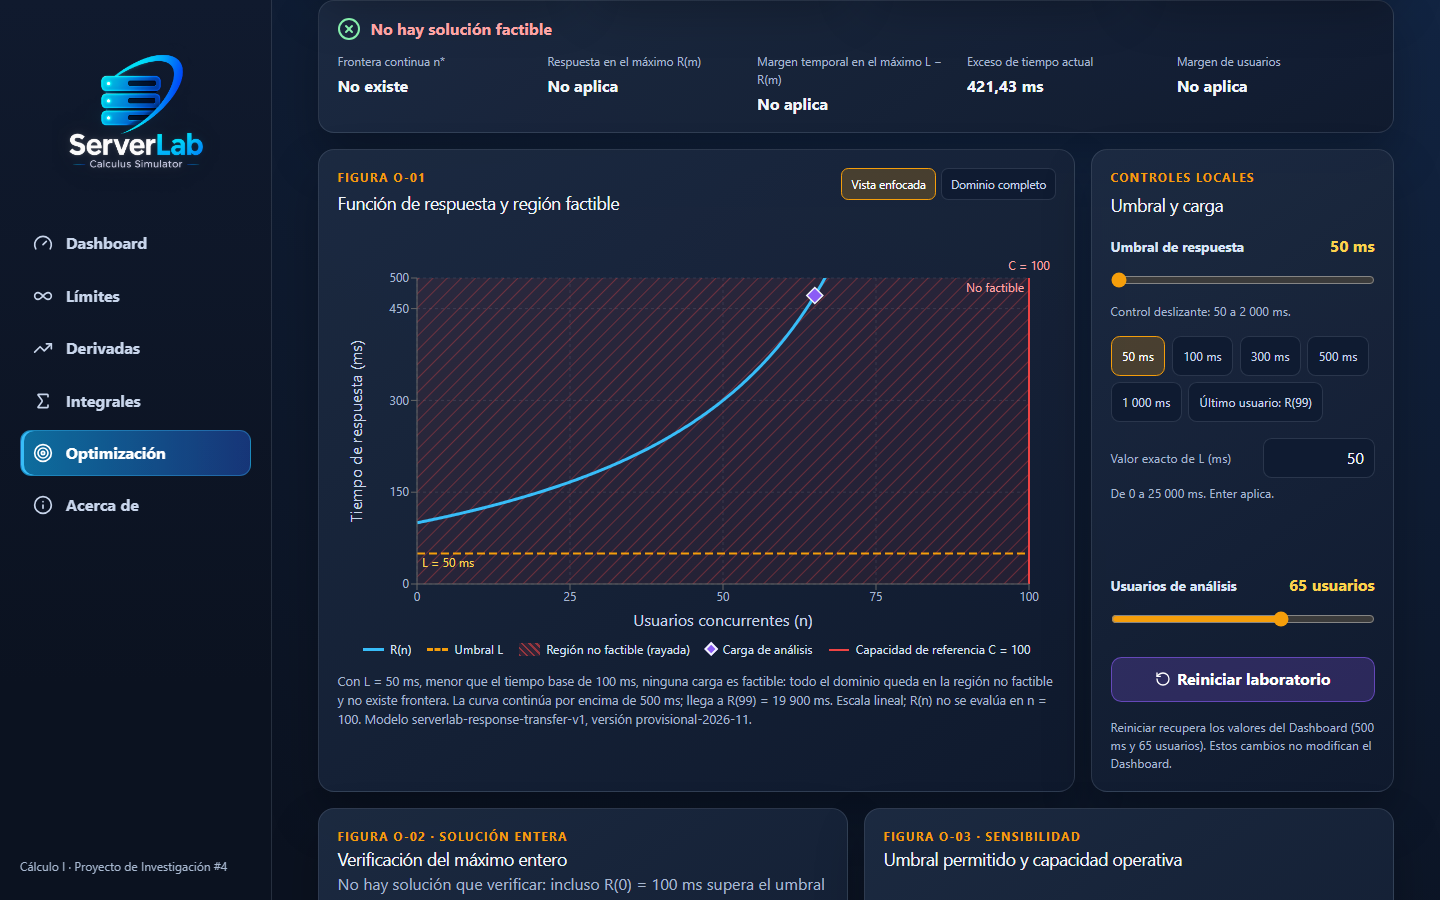 ServerLab
Calculus Simulator
Dashboard
Límites
Derivadas
Integrales
Optimización
Acerca de
Cálculo I · Proyecto de Investigación #4
No hay solución factible
Frontera continua n*
No existe
Respuesta en el máximo R(m)
No aplica
Margen temporal en el máximo L –
R(m)
No aplica
Exceso de tiempo actual
421,43 ms
Margen de usuarios
No aplica
FIGURA O-01
Función de respuesta y región factible
Vista enfocada
Dominio completo
C = 100
No factible
500
450
300
150
0
Tiempo de respuesta (ms)
L = 50 ms
0
25
50
75
100
Usuarios concurrentes (n)
R(n)
Umbral L
Región no factible (rayada)
Carga de análisis
Capacidad de referencia C = 100
Con L = 50 ms, menor que el tiempo base de 100 ms, ninguna carga es factible: todo el dominio queda en la región no factible
y no existe frontera. La curva continúa por encima de 500 ms; llega a R(99) = 19 900 ms. Escala lineal; R(n) no se evalúa en n =
100. Modelo serverlab-response-transfer-v1, versión provisional-2026-11.
CONTROLES LOCALES
Umbral y carga
Umbral de respuesta
50 ms
Control deslizante: 50 a 2 000 ms.
50 ms
100 ms
300 ms
500 ms
1 000 ms
Último usuario: R(99)
Valor exacto de L (ms)
50
De 0 a 25 000 ms. Enter aplica.
Usuarios de análisis
65 usuarios
Reiniciar laboratorio
Reiniciar recupera los valores del Dashboard (500
ms y 65 usuarios). Estos cambios no modifican el
Dashboard.
FIGURA O-02 · SOLUCIÓN ENTERA
Verificación del máximo entero
No hay solución que verificar: incluso R(0) = 100 ms supera el umbral
FIGURA O-03 · SENSIBILIDAD
Umbral permitido y capacidad operativa